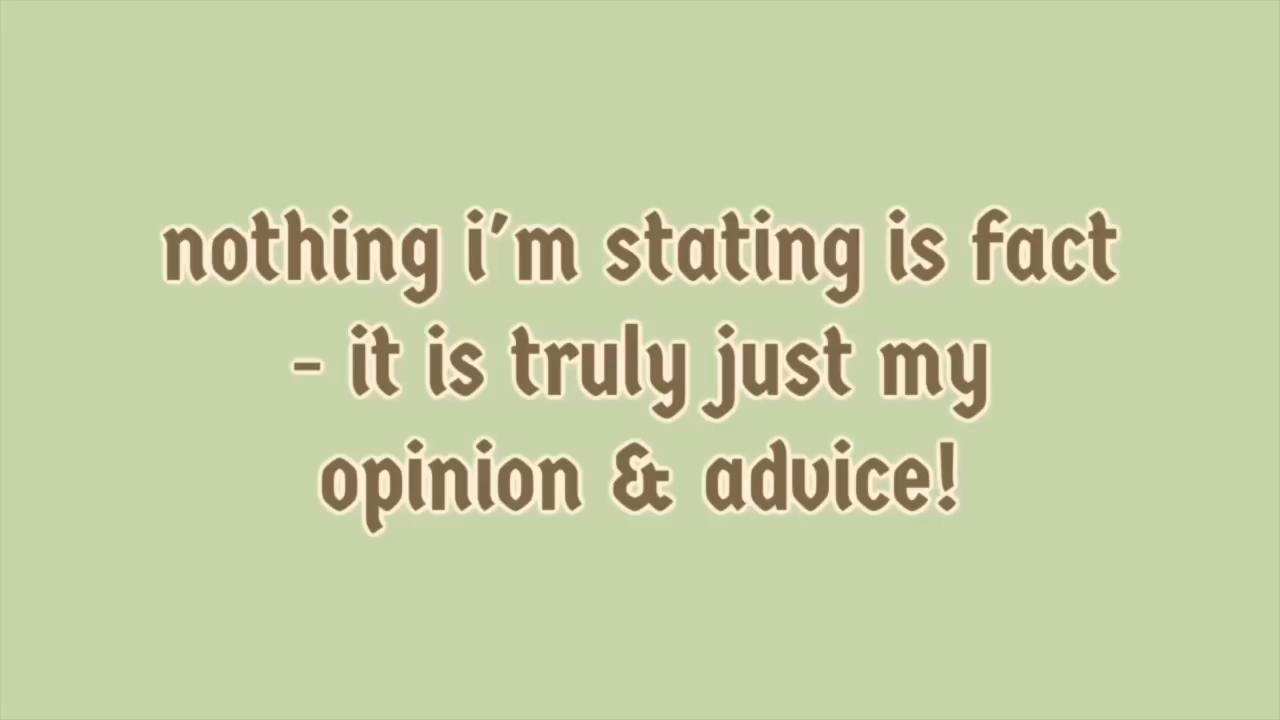 nothing i'm stating is fact
- it is truly just my
opinion & advice!